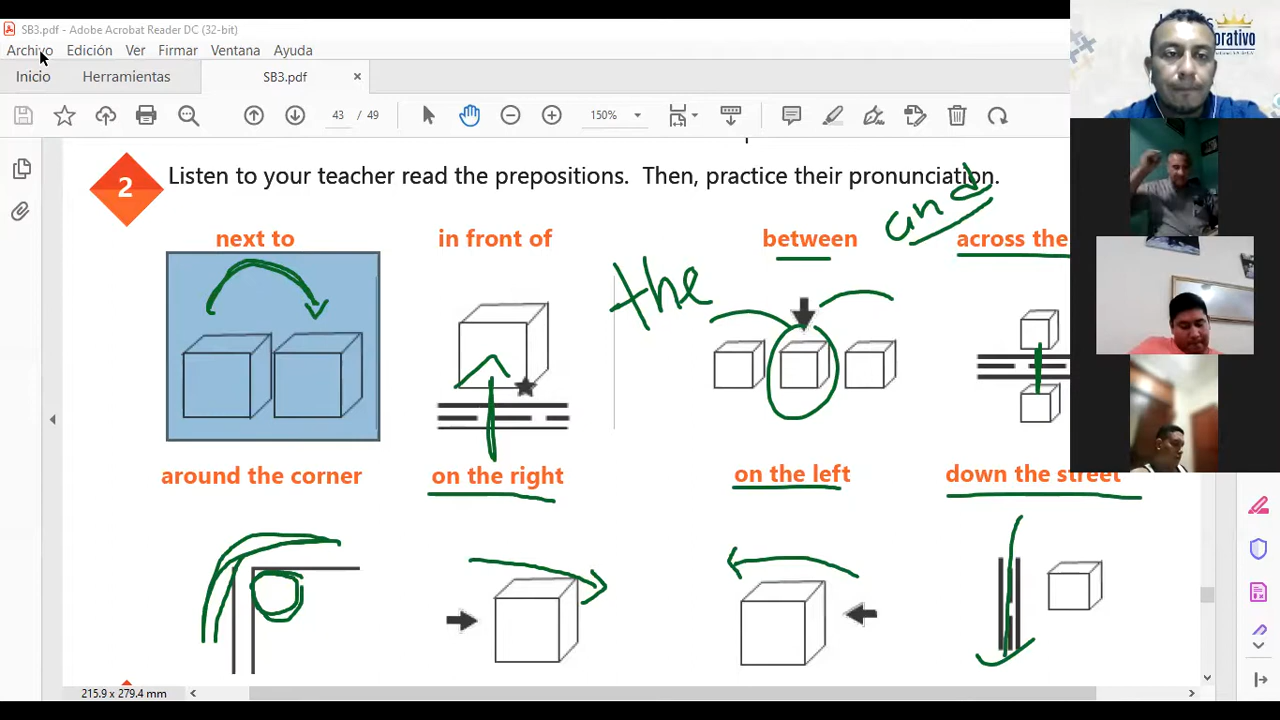 SB3.pdf - Adobe Acrobat Reader DC (32-bit)
Archivo Edición Ver Firmar Ventana Ayuda
Inicio Herramientas SB3.pdf ×
43 / 49 150%
2 Listen to your teacher read the prepositions. Then, practice their pronunciation.
and
next to in front of between across the
the
around the corner on the right on the left down the street
215.9 x 279.4 mm